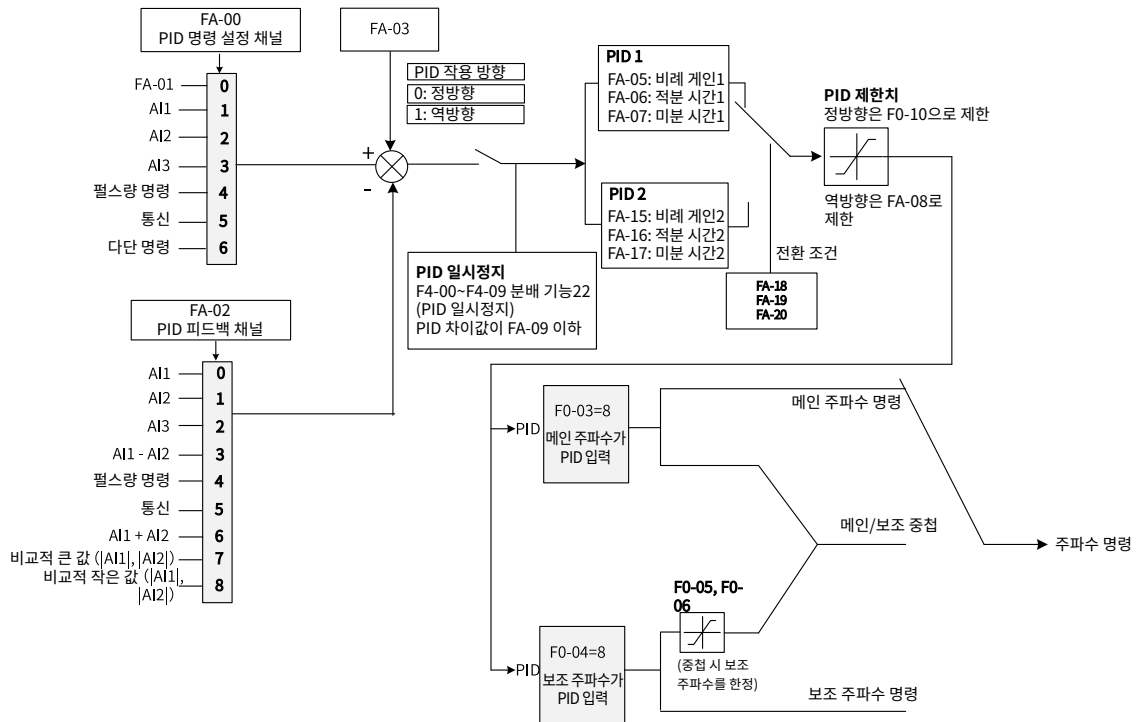 FA-00
PID 명령 설정 채널
FA-01
AI1
AI2
AI3
펄스량 명령
통신
다단 명령
0
1
2
3
4
5
6
FA-03
PID 작용 방향
0: 정방향
1: 역방향
+
-
PID 1
FA-05: 비례 게인1
FA-06: 적분 시간1
FA-07: 미분 시간1
PID 2
FA-15: 비례 게인2
FA-16: 적분 시간2
FA-17: 미분 시간2
PID 제한치
정방향은 F0-10으로 제한
역방향은 FA-08로
제한
전환 조건
FA-18
FA-19
FA-20
PID 일시정지
F4-00~F4-09 분배 기능22
(PID 일시정지)
PID 차이값이 FA-09 이하
FA-02
PID 피드백 채널
AI1
AI2
AI3
AI1 - AI2
펄스량 명령
통신
AI1 + AI2
비교적 큰 값 (|AI1|, |AI2|)
비교적 작은 값 (|AI1|,
|AI2|)
0
1
2
3
4
5
6
7
8
PID
F0-03=8
메인 주파수가
PID 입력
메인 주파수 명령
메인/보조 중첩
주파수 명령
F0-05, F0-
06
(중첩 시 보조
주파수를 한정)
PID
F0-04=8
보조 주파수가
PID 입력
보조 주파수 명령